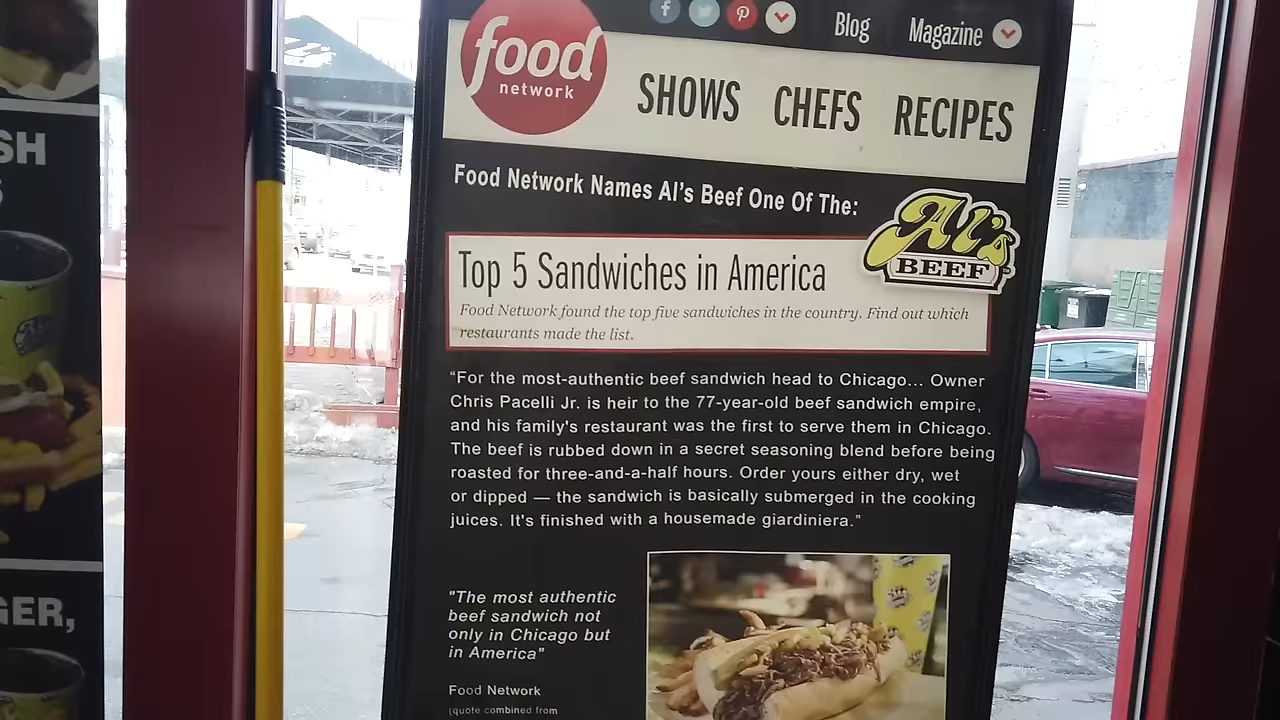 food
network
Blog
Magazine
SHOWS
CHEFS
RECIPES
Food Network Names Al's Beef One Of The:
Al's
BEEF
Top 5 Sandwiches in America
Food Network found the top five sandwiches in the country. Find out which
restaurants made the list.
“For the most-authentic beef sandwich head to Chicago... Owner
Chris Pacelli Jr. is heir to the 77-year-old beef sandwich empire,
and his family's restaurant was the first to serve them in Chicago.
The beef is rubbed down in a secret seasoning blend before being
roasted for three-and-a-half hours. Order yours either dry, wet
or dipped — the sandwich is basically submerged in the cooking
juices. It's finished with a housemade giardiniera.”
"The most authentic
beef sandwich not
only in Chicago but
in America"
Food Network
(quote combined from
SH
S
GER,